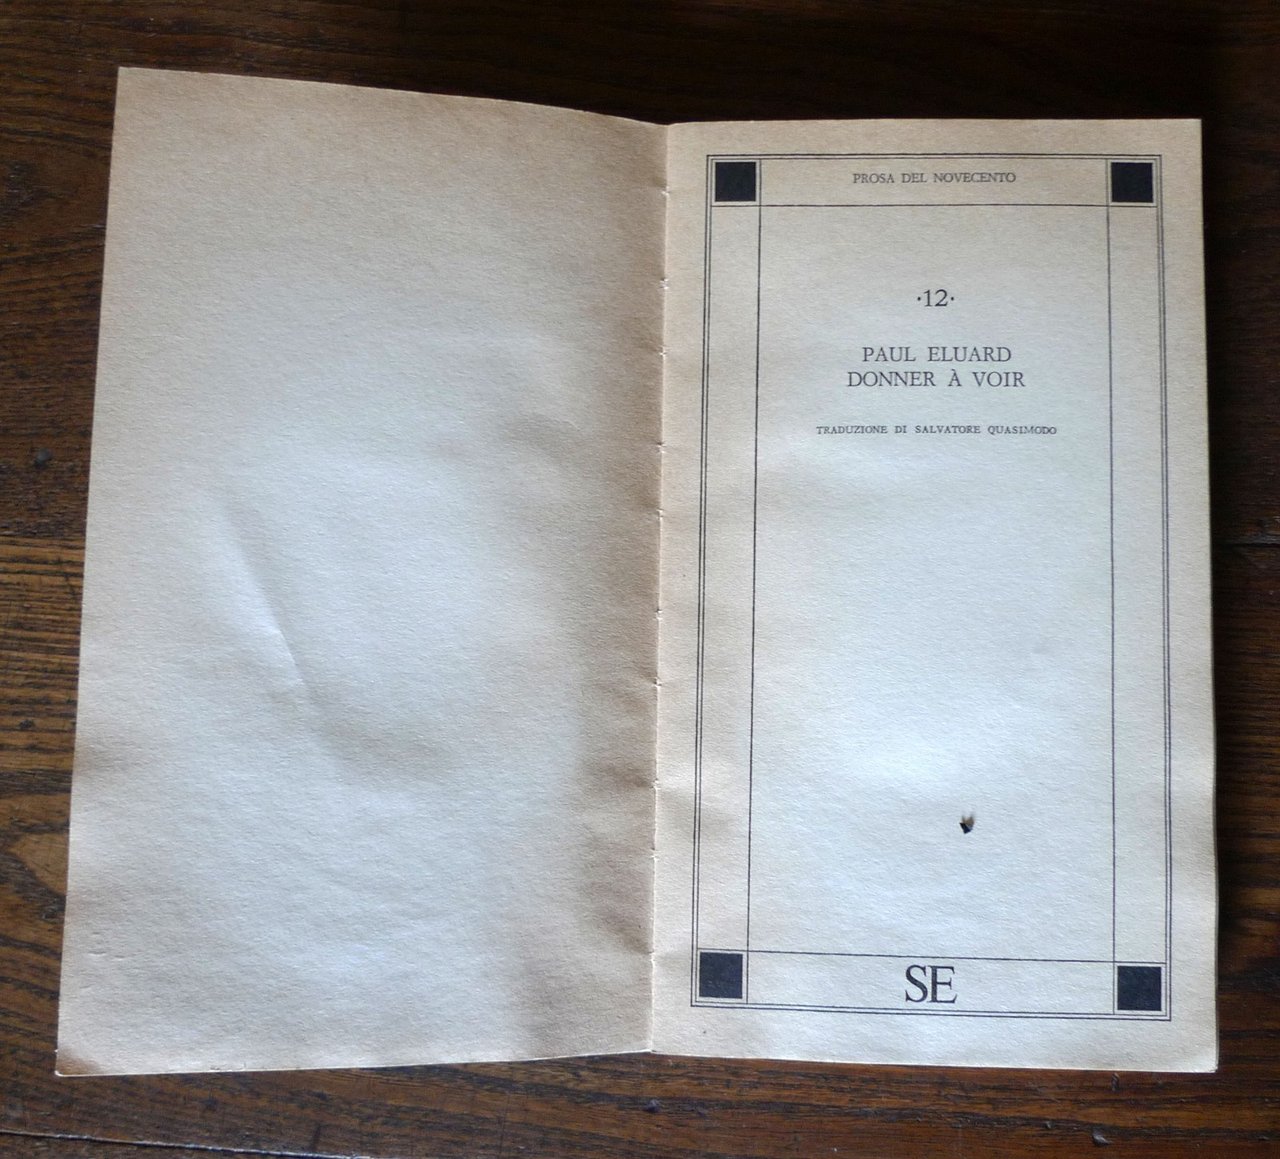 PROSA DEL NOVECENTO
·12·
PAUL ELUARD
DONNER À VOIR
TRADUZIONE DI SALVATORE QUASIMODO
SE